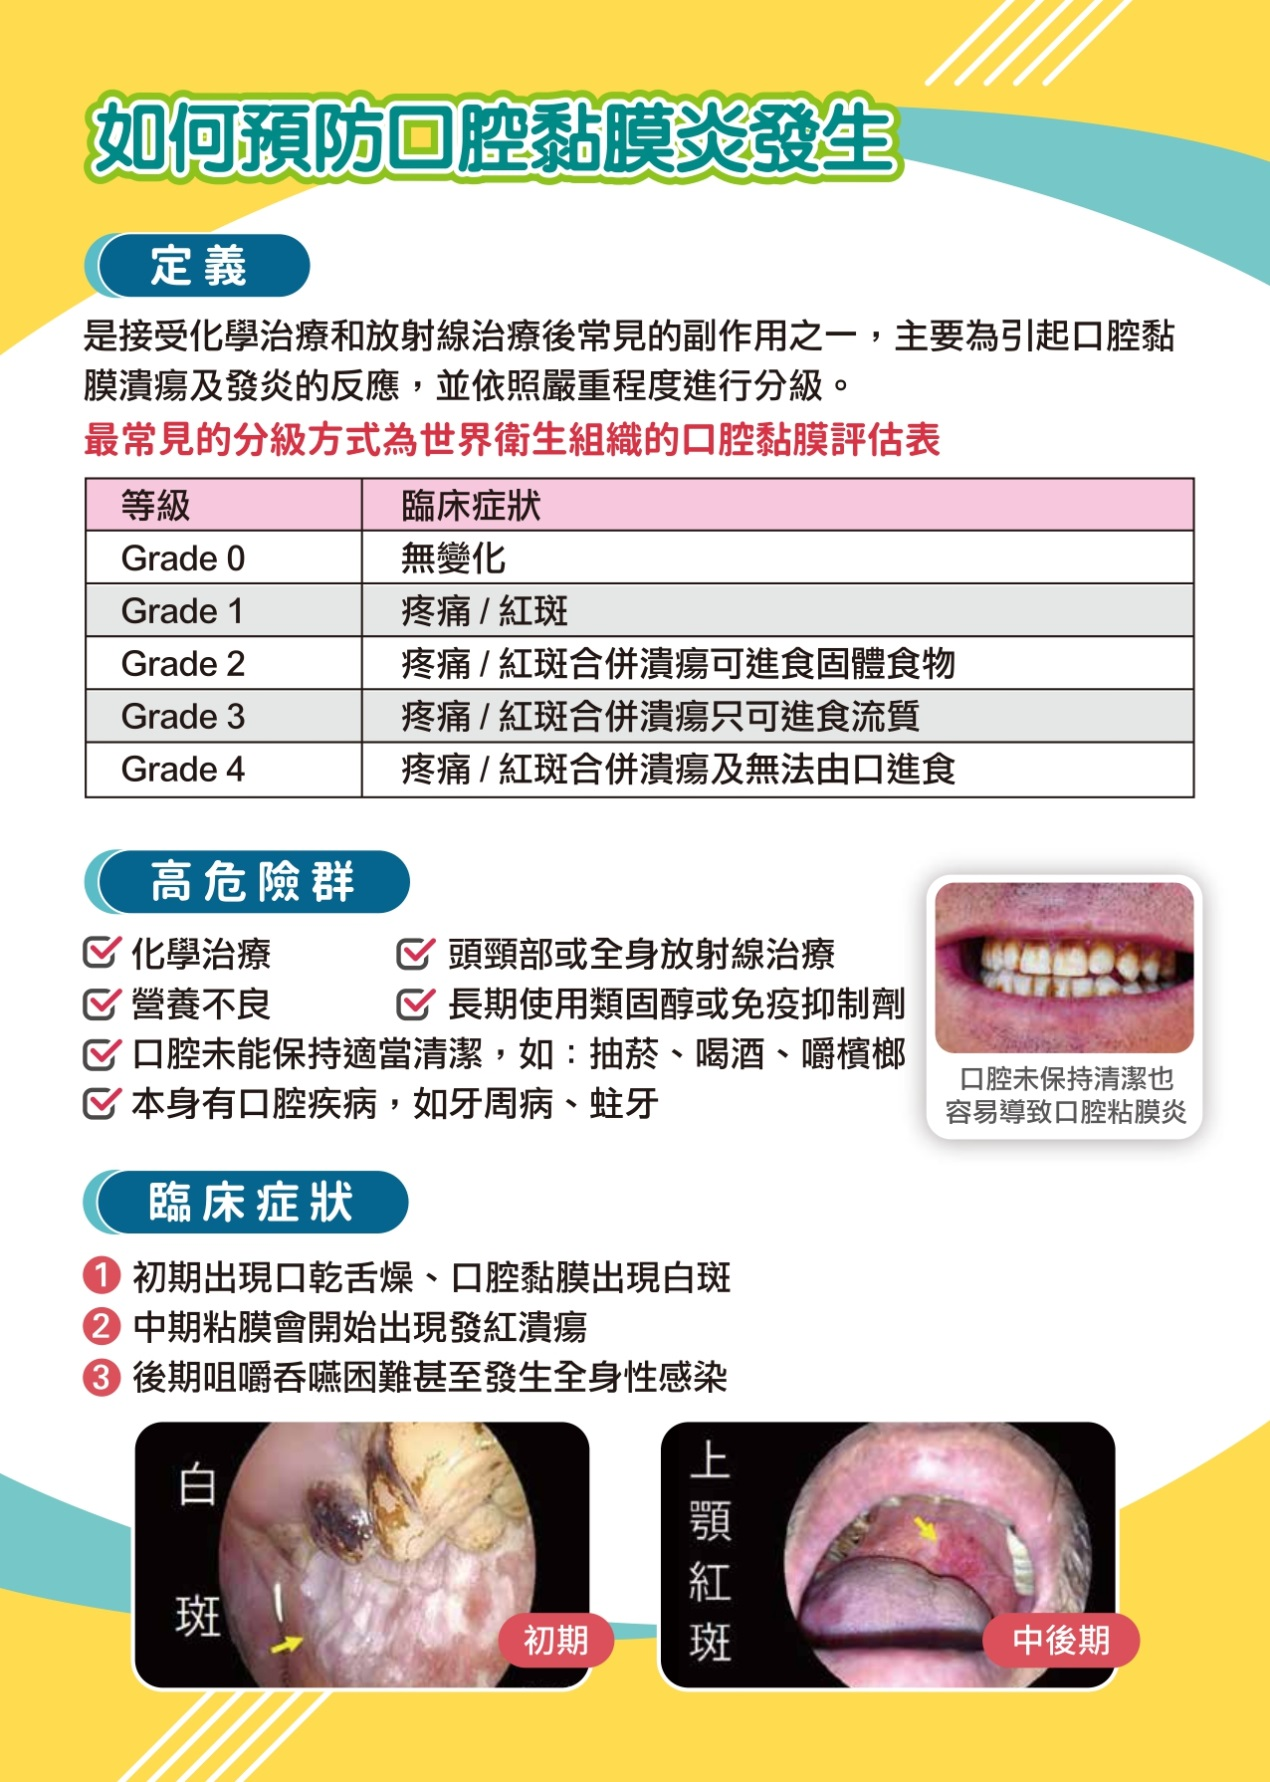 如何預防口腔黏膜炎發生
定義
是接受化學治療和放射線治療後常見的副作用之一，主要為引起口腔黏
膜潰瘍及發炎的反應，並依照嚴重程度進行分級。
最常見的分級方式為世界衛生組織的口腔黏膜評估表
等級 臨床症狀
Grade 0 無變化
Grade 1 疼痛 / 紅斑
Grade 2 疼痛 / 紅斑合併潰瘍可進食固體食物
Grade 3 疼痛 / 紅斑合併潰瘍只可進食流質
Grade 4 疼痛 / 紅斑合併潰瘍及無法由口進食
高危險群
化學治療 頭頸部或全身放射線治療
營養不良 長期使用類固醇或免疫抑制劑
口腔未能保持適當清潔，如：抽菸、喝酒、嚼檳榔
本身有口腔疾病，如牙周病、蛀牙
口腔未保持清潔也
容易導致口腔粘膜炎
臨床症狀
1 初期出現口乾舌燥、口腔黏膜出現白斑
2 中期粘膜會開始出現發紅潰瘍
3 後期咀嚼吞嚥困難甚至發生全身性感染
白斑
初期
上顎紅斑
中後期